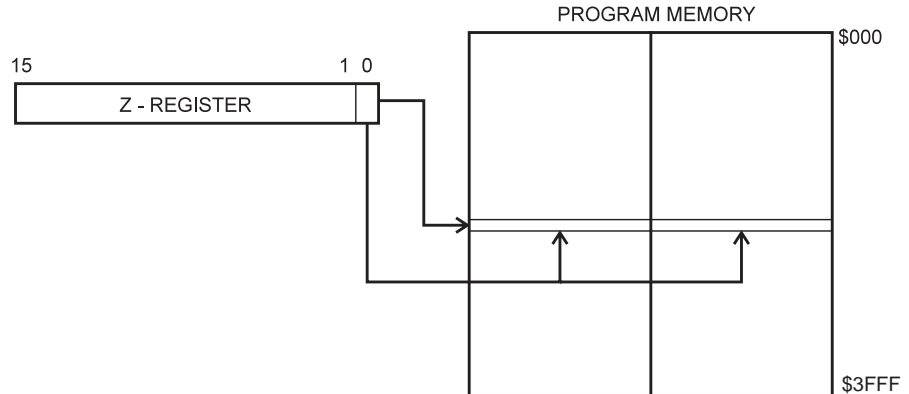 PROGRAM MEMORY
$000
15 1 0
Z - REGISTER
$3FFF